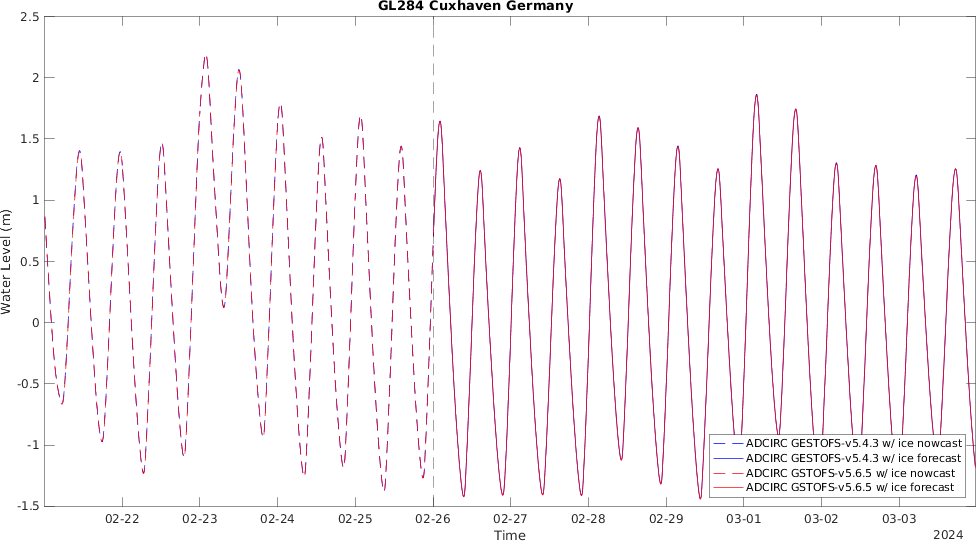 GL284 Cuxhaven Germany
2.5
2
1.5
1
0.5
0
-0.5
-1
-1.5
Water Level (m)
ADCIRC GESTOFS-v5.4.3 w/ ice nowcast
ADCIRC GESTOFS-v5.4.3 w/ ice forecast
ADCIRC GSTOFS-v5.6.5 w/ ice nowcast
ADCIRC GSTOFS-v5.6.5 w/ ice forecast
02-22 02-23 02-24 02-25 02-26 02-27 02-28 02-29 03-01 03-02 03-03
Time
2024